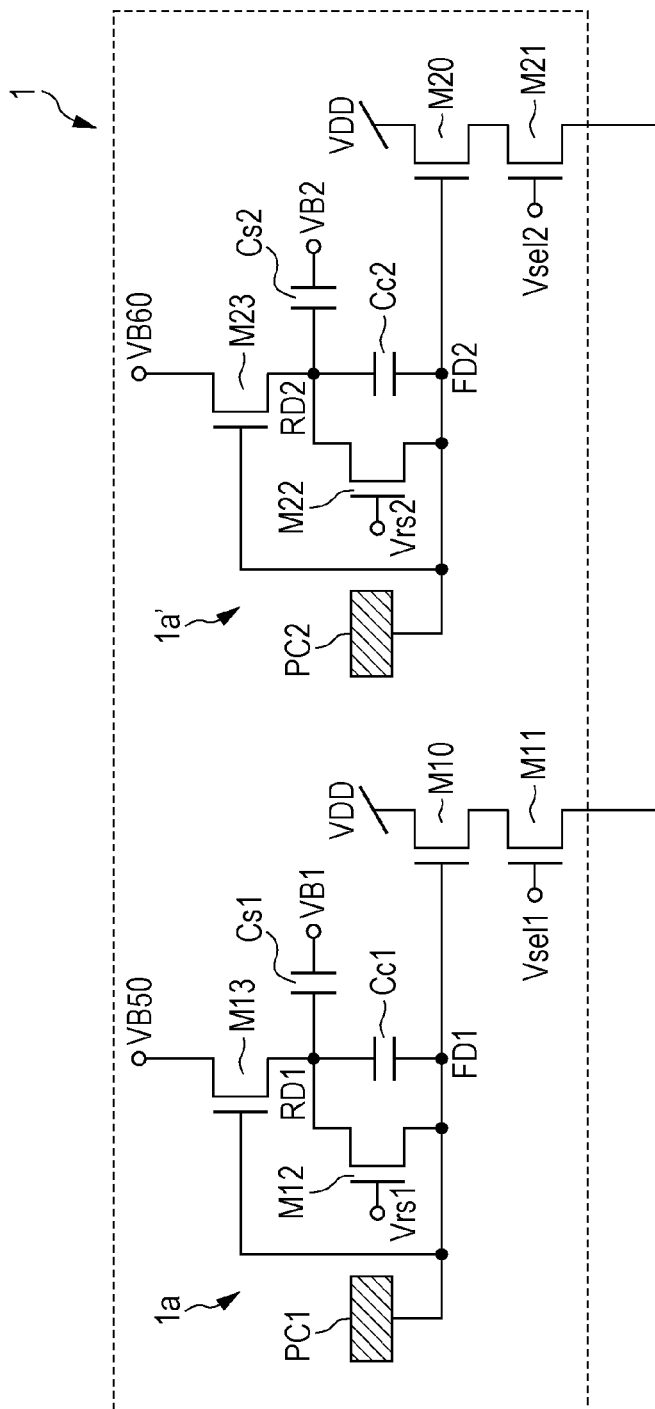 1
1a
PC1
VB50
M13
RD1
Cs1
VB1
M12
Vrs1
Cc1
FD1
VDD
M10
M11
Vsel1
1a'
PC2
VB60
M23
RD2
Cs2
VB2
M22
Vrs2
Cc2
FD2
VDD
M20
M21
Vsel2